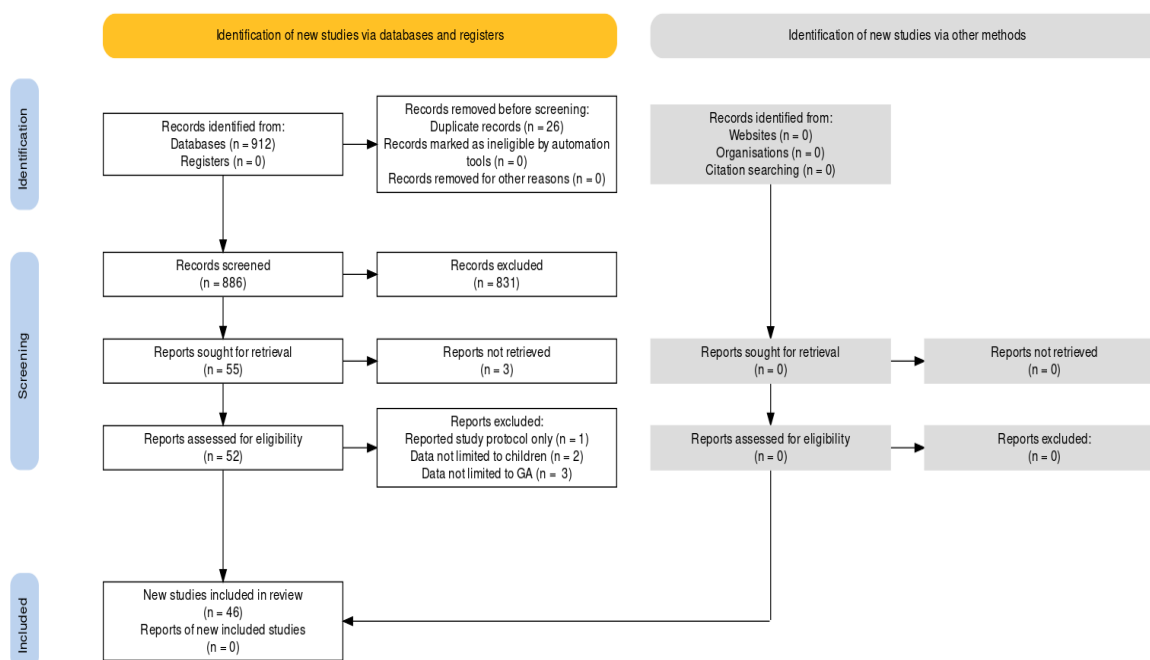 Identification of new studies via databases and registers
Identification of new studies via other methods
Identification
Records identified from:
Databases (n = 912)
Registers (n = 0)
Records removed before screening:
Duplicate records (n = 26)
Records marked as ineligible by automation
tools (n = 0)
Records removed for other reasons (n = 0)
Records identified from:
Websites (n = 0)
Organisations (n = 0)
Citation searching (n = 0)
Screening
Records screened
(n = 886)
Records excluded
(n = 831)
Reports sought for retrieval
(n = 55)
Reports not retrieved
(n = 3)
Reports sought for retrieval
(n = 0)
Reports not retrieved
(n = 0)
Reports assessed for eligibility
(n = 52)
Reports excluded:
Reported study protocol only (n = 1)
Data not limited to children (n = 2)
Data not limited to GA (n = 3)
Reports assessed for eligibility
(n = 0)
Reports excluded:
(n = 0)
Included
New studies included in review
(n = 46)
Reports of new included studies
(n = 0)